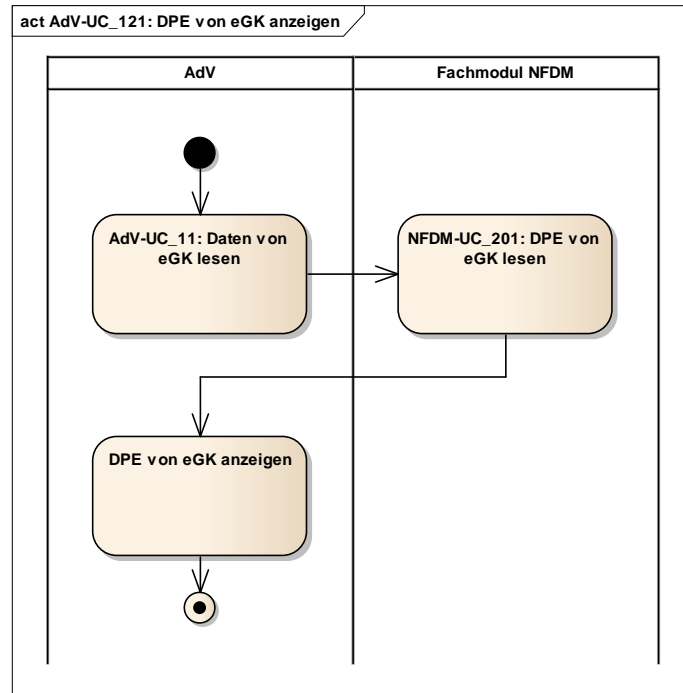 act AdV-UC_121: DPE von eGK anzeigen
AdV
Fachmodul NFDM
AdV-UC_11: Daten von
eGK lesen
NFDM-UC_201: DPE von
eGK lesen
DPE von eGK anzeigen